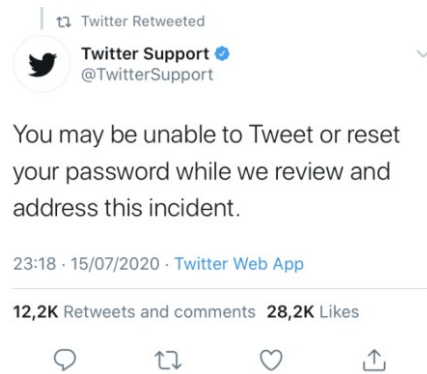 Twitter Retweeted
Twitter Support
@TwitterSupport
You may be unable to Tweet or reset
your password while we review and
address this incident.
23:18 · 15/07/2020 · Twitter Web App
12,2K Retweets and comments 28,2K Likes